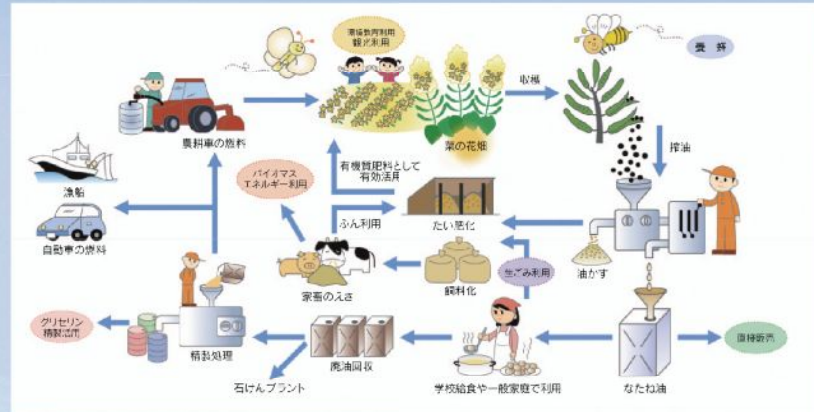 環境教育利用
観光利用
養蜂
農耕車の燃料
菜の花畑
収穫
搾油
漁船
自動車の燃料
バイオマス
エネルギー利用
有機質肥料として
有効活用
たい肥化
ふん利用
油かす
家畜のえさ
飼料化
生ごみ利用
グリセリン
精製活用
精製処理
廃油回収
石けんプラント
学校給食や一般家庭で利用
なたね油
直接販売